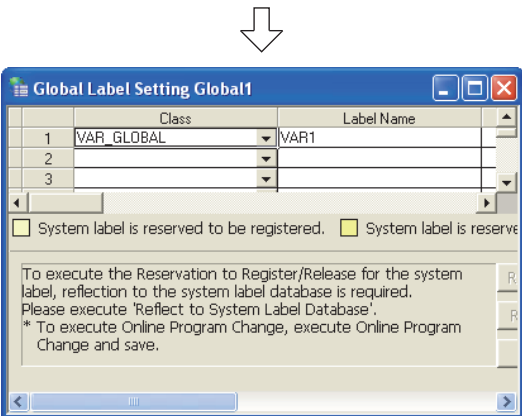 Global Label Setting Global1
Class Label Name
1 VAR_GLOBAL VAR1
2
3
System label is reserved to be registered. System label is reserve
To execute the Reservation to Register/Release for the system
label, reflection to the system label database is required.
Please execute 'Reflect to System Label Database'.
* To execute Online Program Change, execute Online Program
Change and save.
R
R